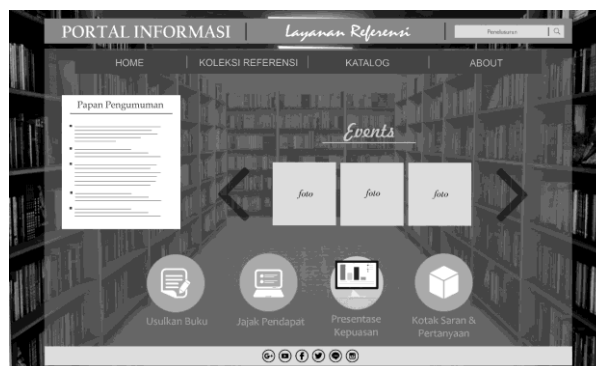 PORTAL INFORMASI
Layanan Referensi
HOME
KOLEKSI REFERENSI
KATALOG
ABOUT
Papan Pengumuman
Events
foto
foto
foto
Usulkan Buku
Jajak Pendapat
Presentase
Kepuasan
Kotak Saran &
Pertanyaan